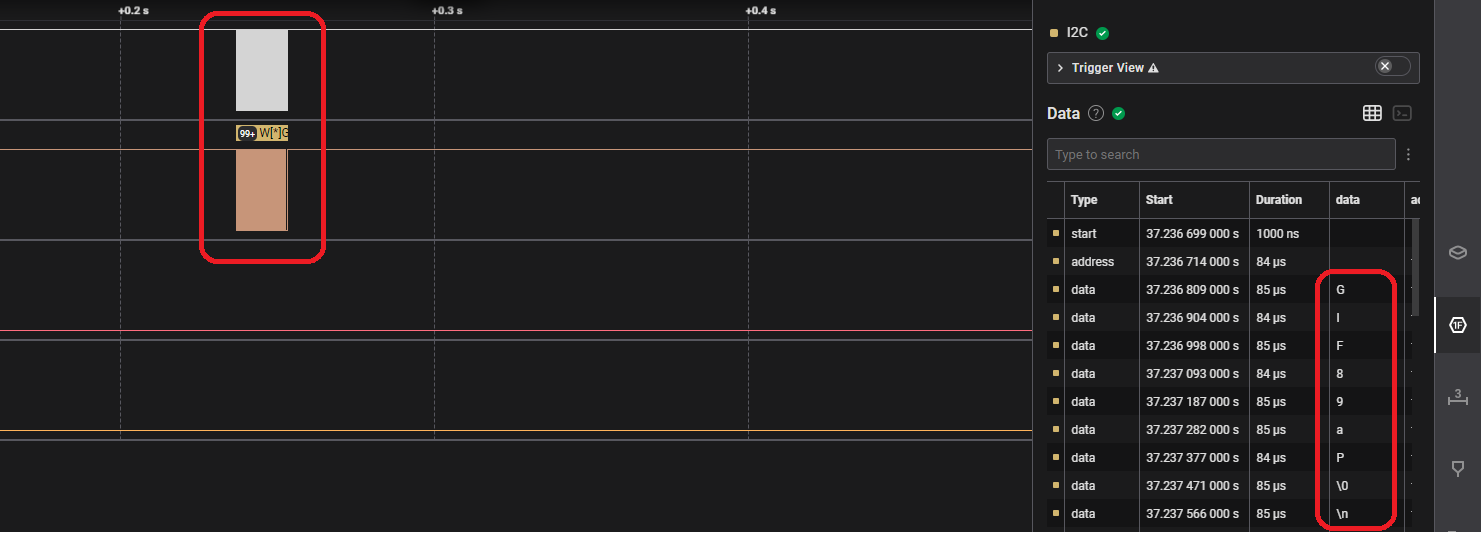 +0.2 s
+0.3 s
+0.4 s
99+ W[*]G
I2C
Trigger View
Data
Type to search
Type Start Duration data
start 37.236 699 000 s 1000 ns
address 37.236 714 000 s 84 μs
data 37.236 809 000 s 85 μs G
data 37.236 904 000 s 84 μs I
data 37.236 998 000 s 85 μs F
data 37.237 093 000 s 84 μs 8
data 37.237 187 000 s 85 μs 9
data 37.237 282 000 s 85 μs a
data 37.237 377 000 s 84 μs P
data 37.237 471 000 s 85 μs \0
data 37.237 566 000 s 85 μs \n
1F
3